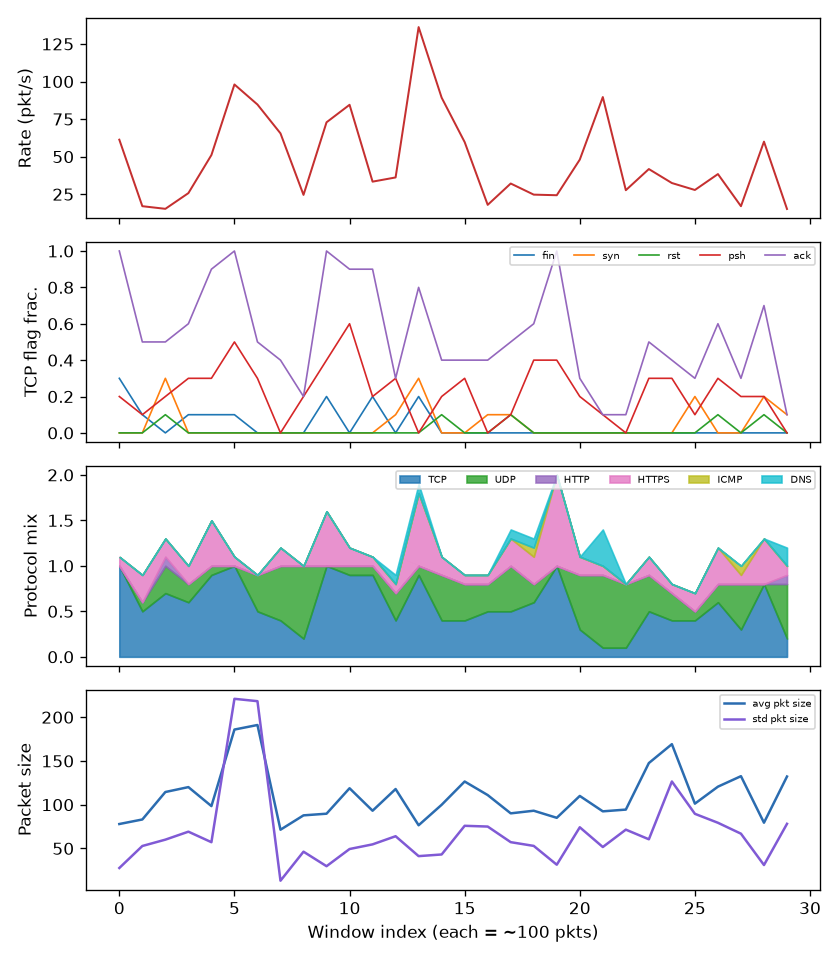 Rate (pkt/s)
125
100
75
50
25
TCP flag frac.
1.0
0.8
0.6
0.4
0.2
0.0
fin syn rst psh ack
Protocol mix
2.0
1.5
1.0
0.5
0.0
TCP UDP HTTP HTTPS ICMP DNS
Packet size
200
150
100
50
avg pkt size
std pkt size
0 5 10 15 20 25 30
Window index (each = ~100 pkts)